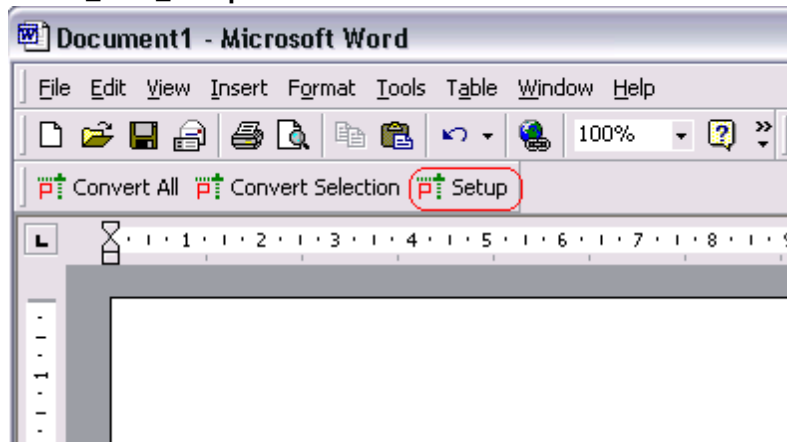 Document1 - Microsoft Word
File Edit View Insert Format Tools Table Window Help
100%
Convert All Convert Selection Setup
1 2 3 4 5 6 7 8
1